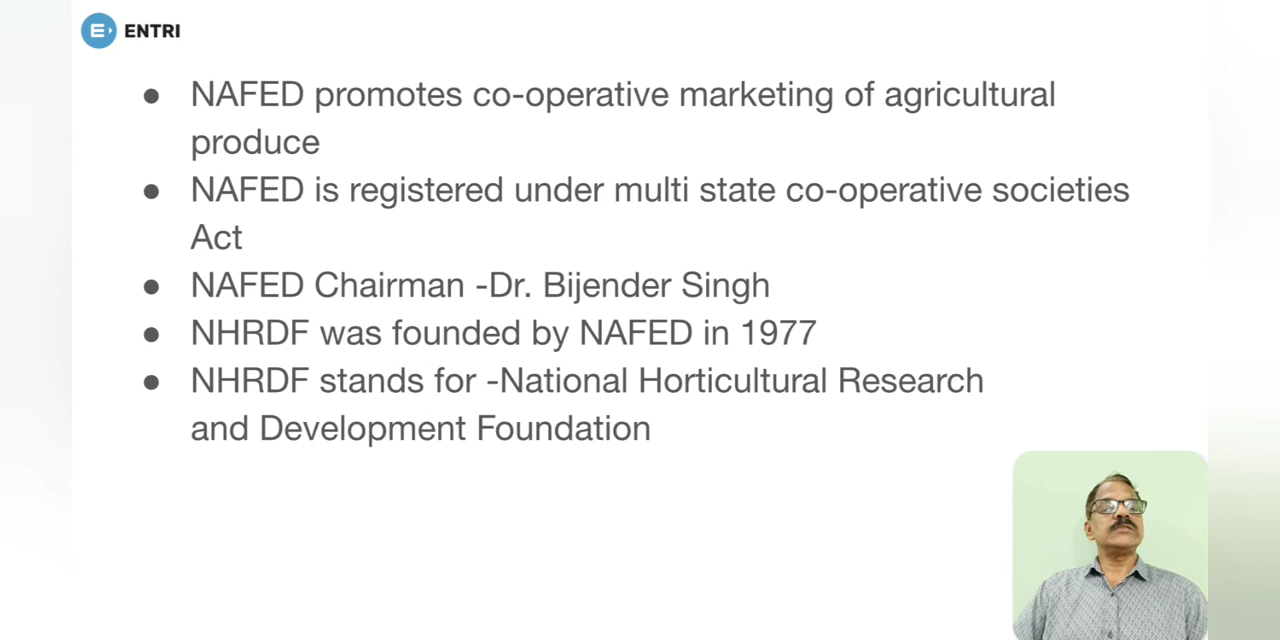 ENTRI
● NAFED promotes co-operative marketing of agricultural
produce
● NAFED is registered under multi state co-operative societies
Act
● NAFED Chairman -Dr. Bijender Singh
● NHRDF was founded by NAFED in 1977
● NHRDF stands for -National Horticultural Research
and Development Foundation